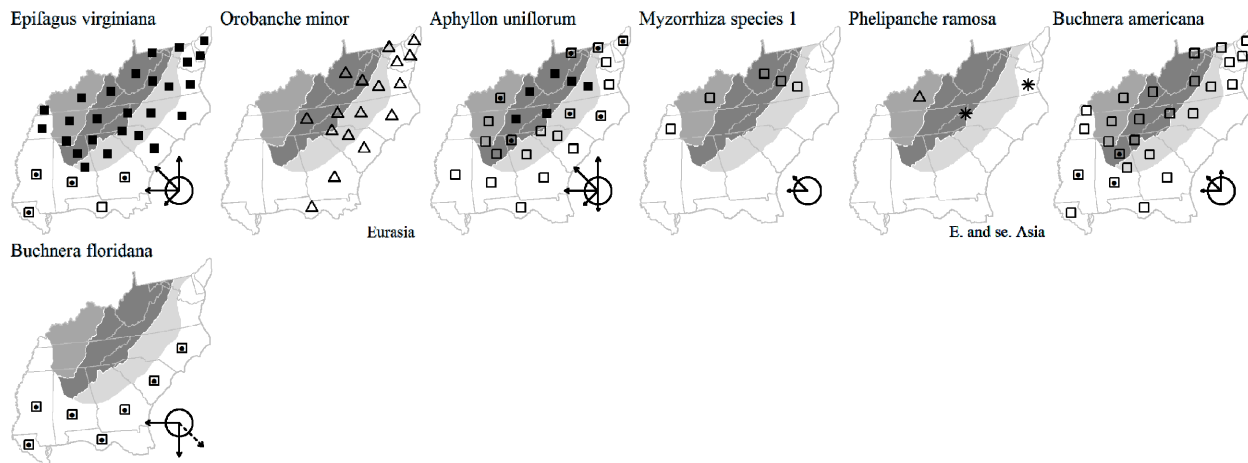 Epifagus virginiana
Orobanche minor
Aphyllon uniflorum
Myzorrhiza species 1
Phelipanche ramosa
Buchnera americana
Eurasia
E. and se. Asia
Buchnera floridana